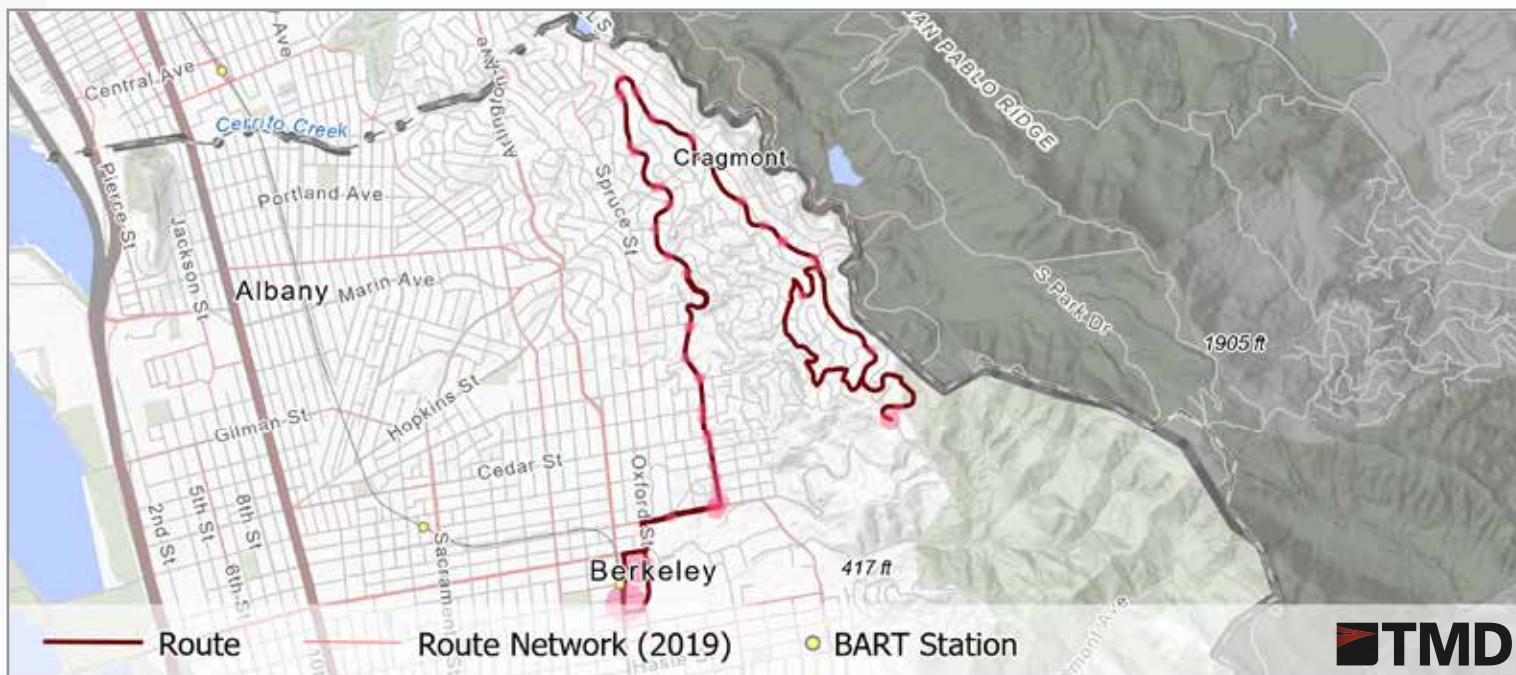 Central Ave
Ave
Cerrito Creek
Arlington Ave
SAN PABLO RIDGE
Cragmont
Pierce St
Portland Ave
Spruce St
Jackson St
Albany
Marin Ave
S Park Dr
1905 ft
Hopkins St
Gilman St
Cedar St
Oxford St
2nd St
5th St
6th St
8th St
Sacramento St
Berkeley
417 ft
Route
Route Network (2019)
BART Station
TMD